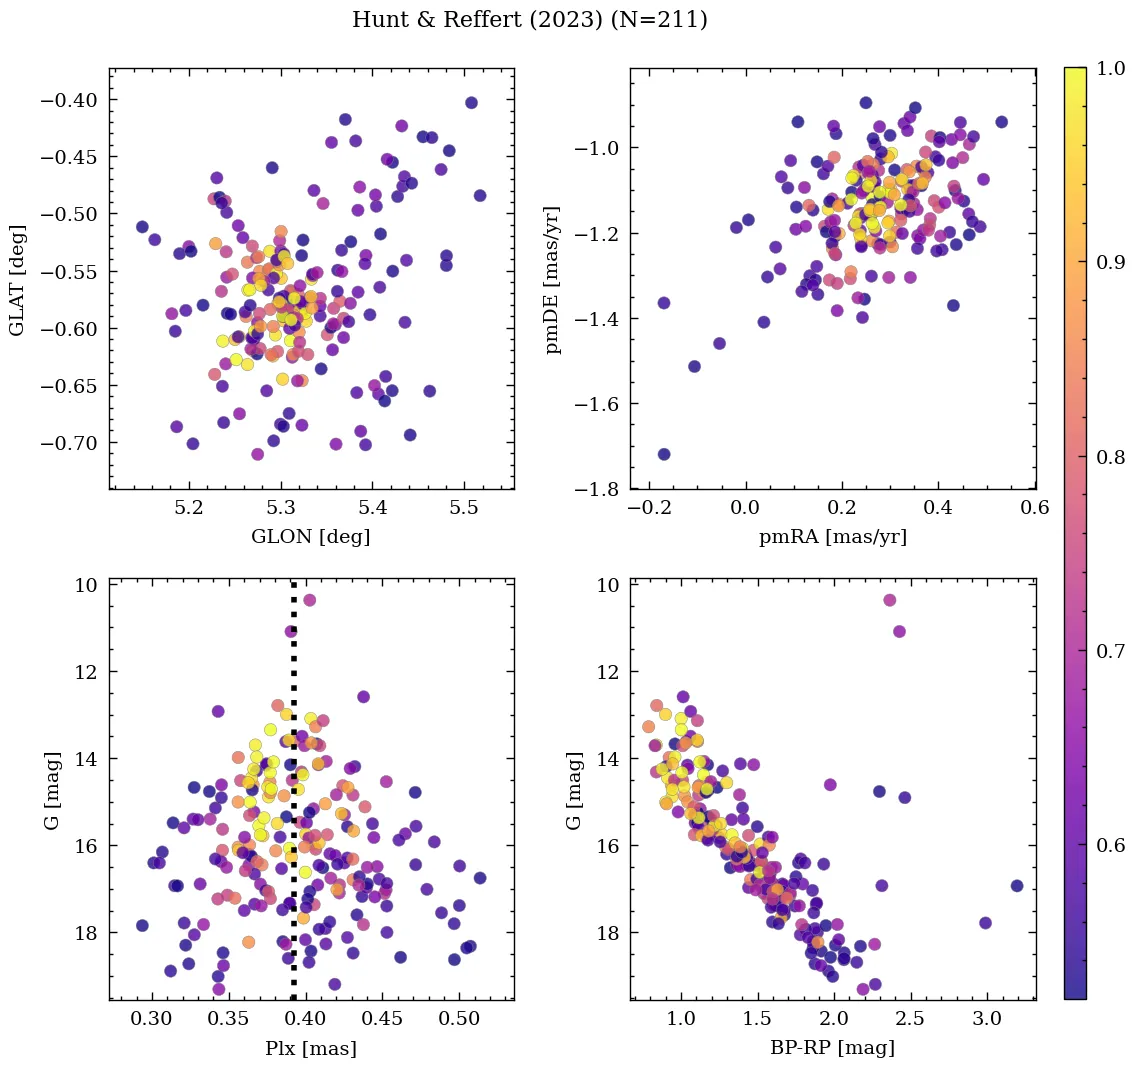 Hunt & Reffert (2023) (N=211)
−0.40
−0.45
−0.50
−0.55
−0.60
−0.65
−0.70
GLAT [deg]
5.2 5.3 5.4 5.5
GLON [deg]
−1.0
−1.2
−1.4
−1.6
−1.8
pmDE [mas/yr]
−0.2 0.0 0.2 0.4 0.6
pmRA [mas/yr]
10
12
14
16
18
G [mag]
0.30 0.35 0.40 0.45 0.50
Plx [mas]
10
12
14
16
18
G [mag]
1.0 1.5 2.0 2.5 3.0
BP-RP [mag]
1.0
0.9
0.8
0.7
0.6